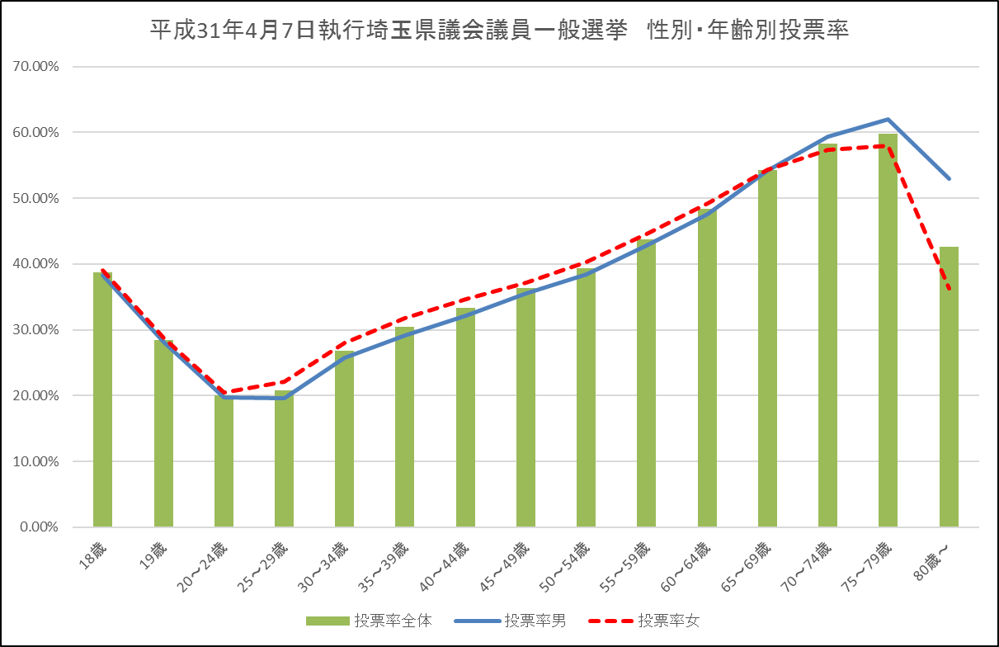 平成31年4月7日執行埼玉県議会議員一般選挙　性別・年齢別投票率
70.00%
60.00%
50.00%
40.00%
30.00%
20.00%
10.00%
0.00%
18歳
19歳
20～24歳
25～29歳
30～34歳
35～39歳
40～44歳
45～49歳
50～54歳
55～59歳
60～64歳
65～69歳
70～74歳
75～79歳
80歳～
投票率全体 投票率男 投票率女